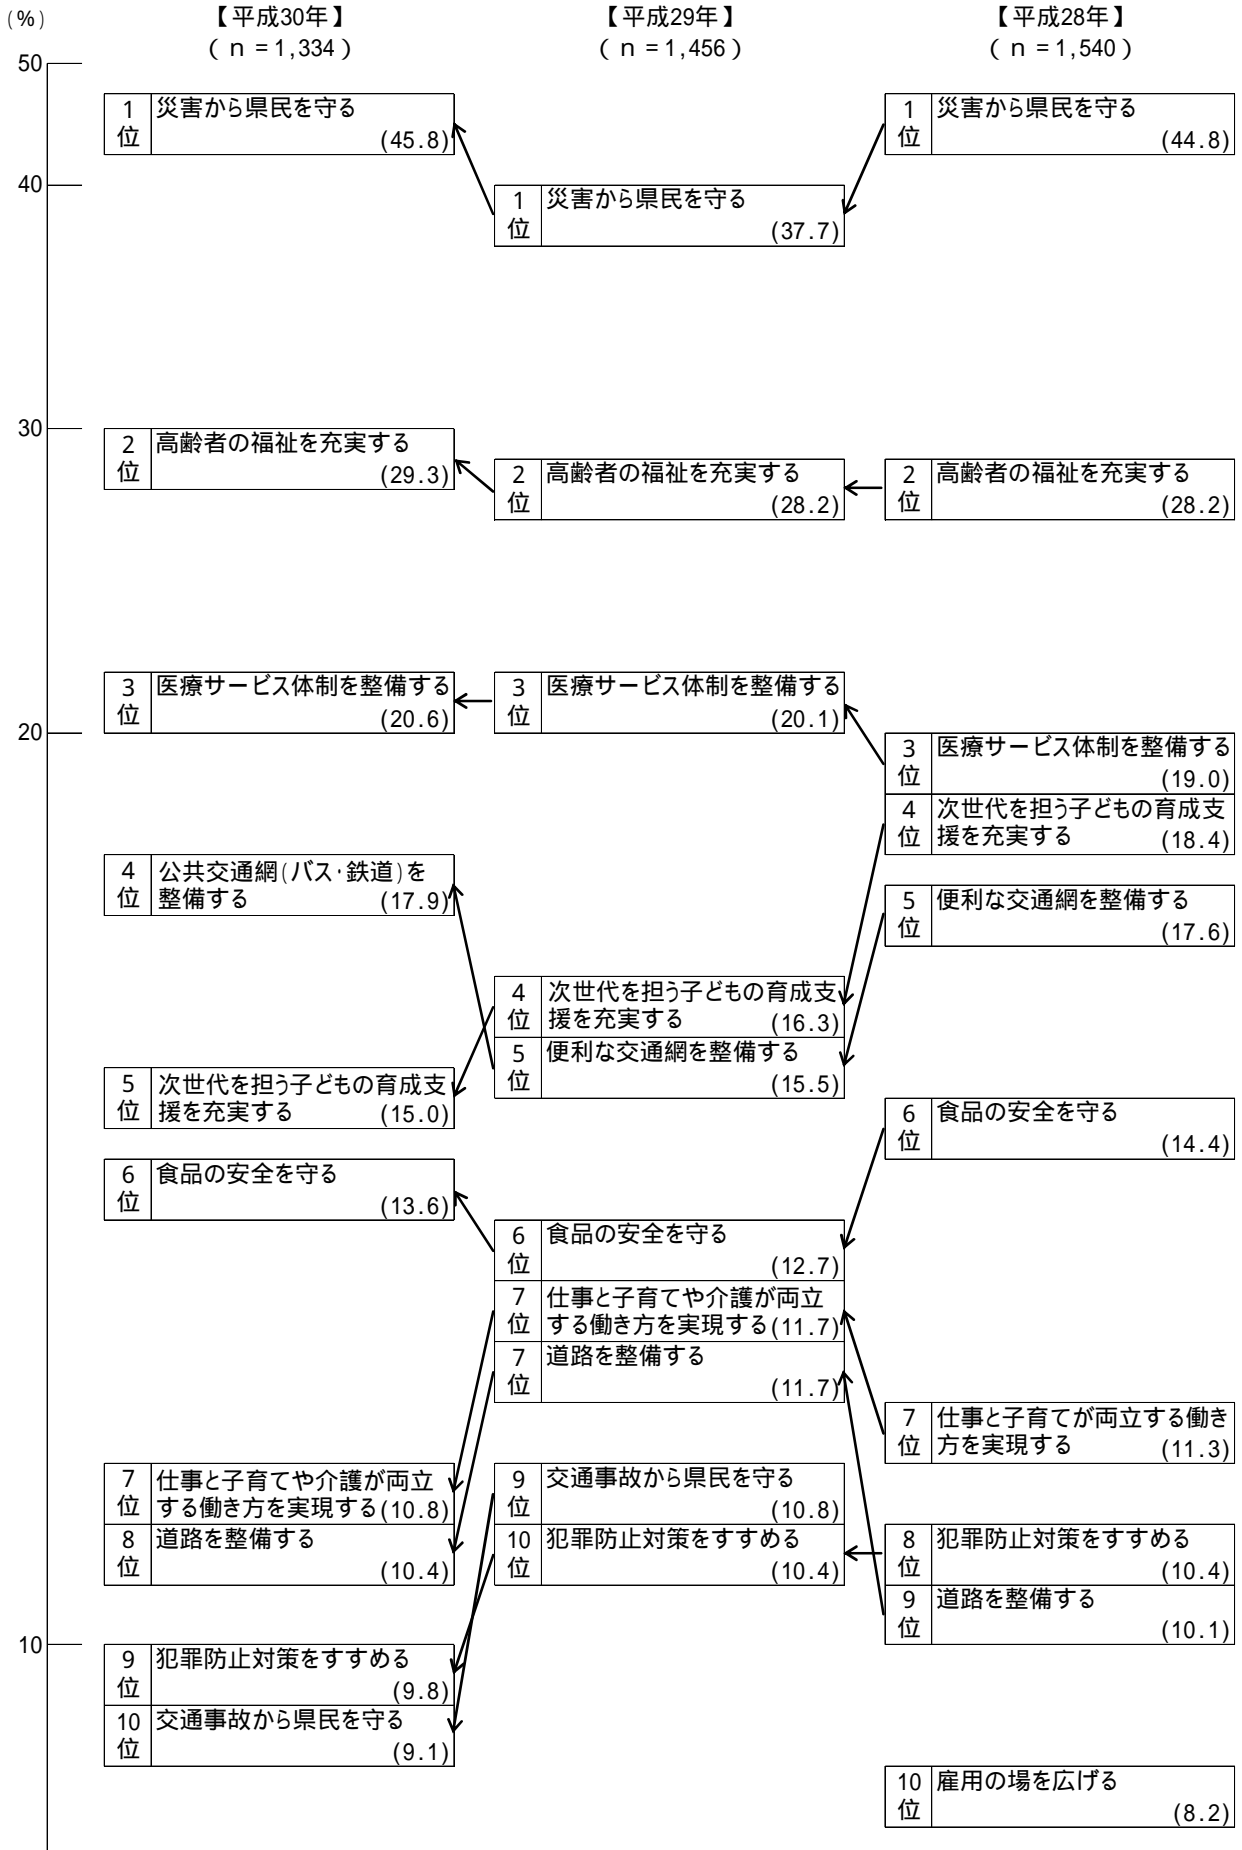 (%)
【平成30年】
(ｎ=1,334)
【平成29年】
(ｎ=1,456)
【平成28年】
(ｎ=1,540)
50
40
30
20
10
1位 災害から県民を守る
(45.8)
2位 高齢者の福祉を充実する
(29.3)
3位 医療サービス体制を整備する
(20.6)
4位 公共交通網(バス・鉄道)を
整備する (17.9)
5位 次世代を担う子どもの育成支
援を充実する (15.0)
6位 食品の安全を守る
(13.6)
7位 仕事と子育てや介護が両立
する働き方を実現する(10.8)
8位 道路を整備する
(10.4)
9位 犯罪防止対策をすすめる
(9.8)
10位 交通事故から県民を守る
(9.1)
1位 災害から県民を守る
(37.7)
2位 高齢者の福祉を充実する
(28.2)
3位 医療サービス体制を整備する
(20.1)
4位 次世代を担う子どもの育成支
援を充実する (16.3)
5位 便利な交通網を整備する
(15.5)
6位 食品の安全を守る
(12.7)
7位 仕事と子育てや介護が両立
する働き方を実現する(11.7)
7位 道路を整備する
(11.7)
9位 交通事故から県民を守る
(10.8)
10位 犯罪防止対策をすすめる
(10.4)
1位 災害から県民を守る
(44.8)
2位 高齢者の福祉を充実する
(28.2)
3位 医療サービス体制を整備する
(19.0)
4位 次世代を担う子どもの育成支
援を充実する (18.4)
5位 便利な交通網を整備する
(17.6)
6位 食品の安全を守る
(14.4)
7位 仕事と子育てが両立する働き
方を実現する (11.3)
8位 犯罪防止対策をすすめる
(10.4)
9位 道路を整備する
(10.1)
10位 雇用の場を広げる
(8.2)